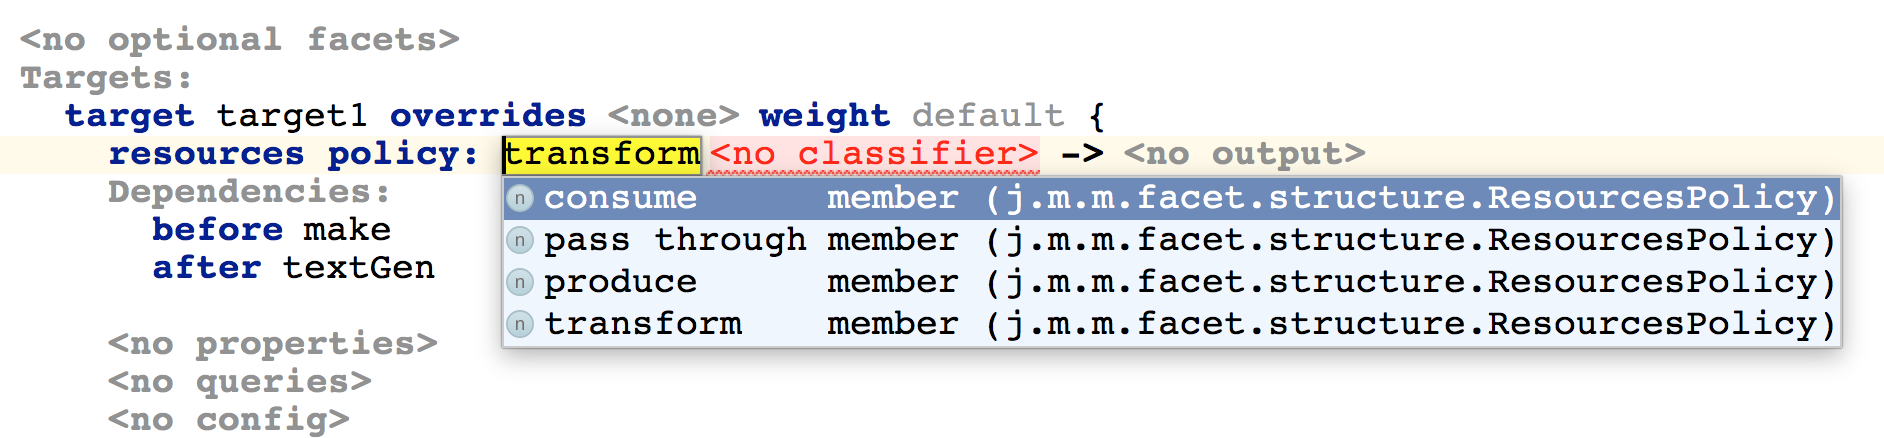 <no optional facets>
Targets:
target target1 overrides <none> weight default {
resources policy: transform <no classifier> -> <no output>
n consume member (j.m.m.facet.structure.ResourcesPolicy)
n pass through member (j.m.m.facet.structure.ResourcesPolicy)
n produce member (j.m.m.facet.structure.ResourcesPolicy)
n transform member (j.m.m.facet.structure.ResourcesPolicy)
Dependencies:
before make
after textGen
<no properties>
<no queries>
<no config>